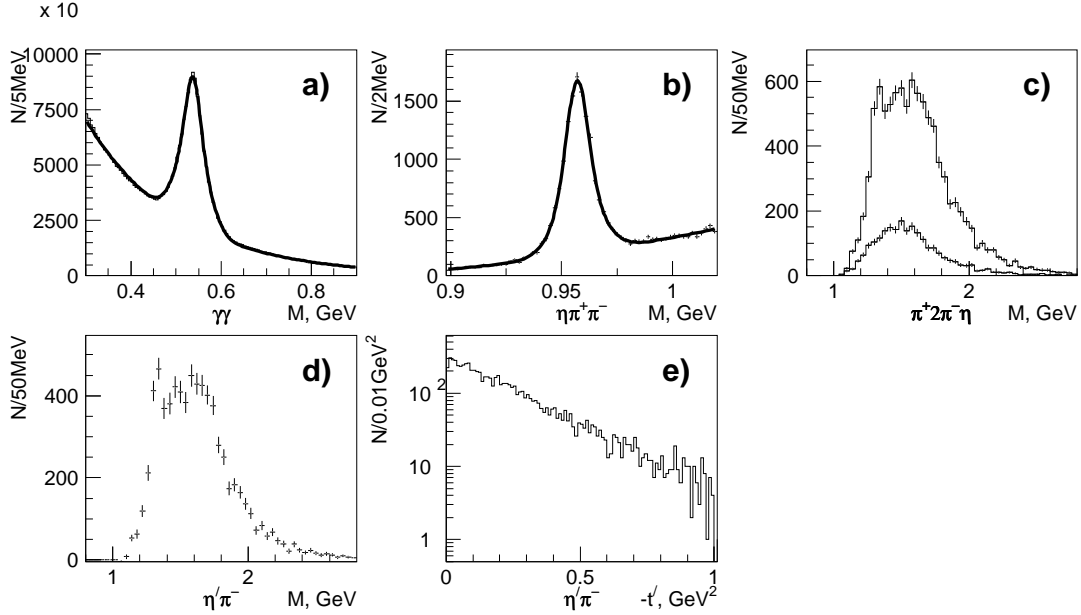 x 10
N/5MeV
10000
7500
5000
2500
0
0.4 0.6 0.8
γγ M, GeV
a)
N/2MeV
1500
1000
500
0
0.9 0.95 1
ηπ⁺π⁻ M, GeV
b)
N/50MeV
600
400
200
0
1 2
π⁺2π⁻η M, GeV
c)
N/50MeV
400
200
0
1 2
η′π⁻ M, GeV
d)
N/0.01GeV²
10²
10
1
0 0.5 1
η′π⁻ -t′, GeV²
e)